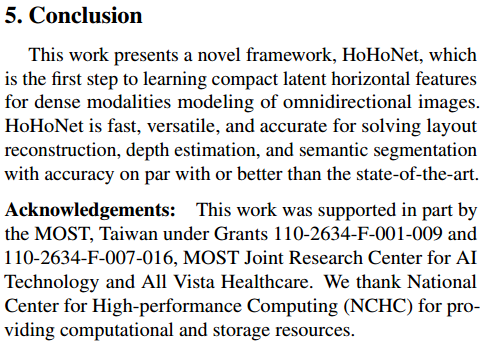 5. Conclusion
This work presents a novel framework, HoHoNet, which
is the first step to learning compact latent horizontal features
for dense modalities modeling of omnidirectional images.
HoHoNet is fast, versatile, and accurate for solving layout
reconstruction, depth estimation, and semantic segmentation
with accuracy on par with or better than the state-of-the-art.
Acknowledgements: This work was supported in part by
the MOST, Taiwan under Grants 110-2634-F-001-009 and
110-2634-F-007-016, MOST Joint Research Center for AI
Technology and All Vista Healthcare. We thank National
Center for High-performance Computing (NCHC) for pro-
viding computational and storage resources.